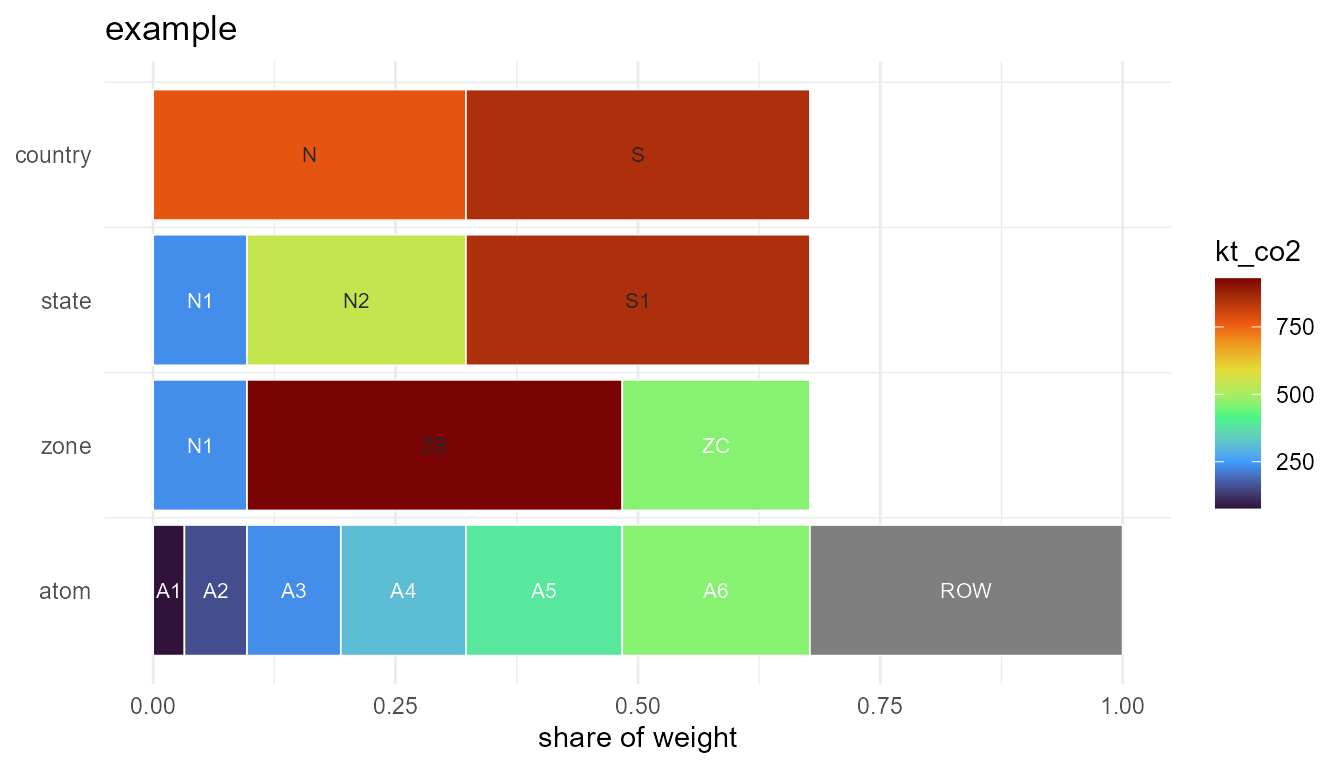 example
country
N
S
state
N1
N2
S1
zone
N1
ZB
ZC
atom
A1
A2
A3
A4
A5
A6
ROW
0.00
0.25
0.50
0.75
1.00
share of weight
kt_co2
750
500
250